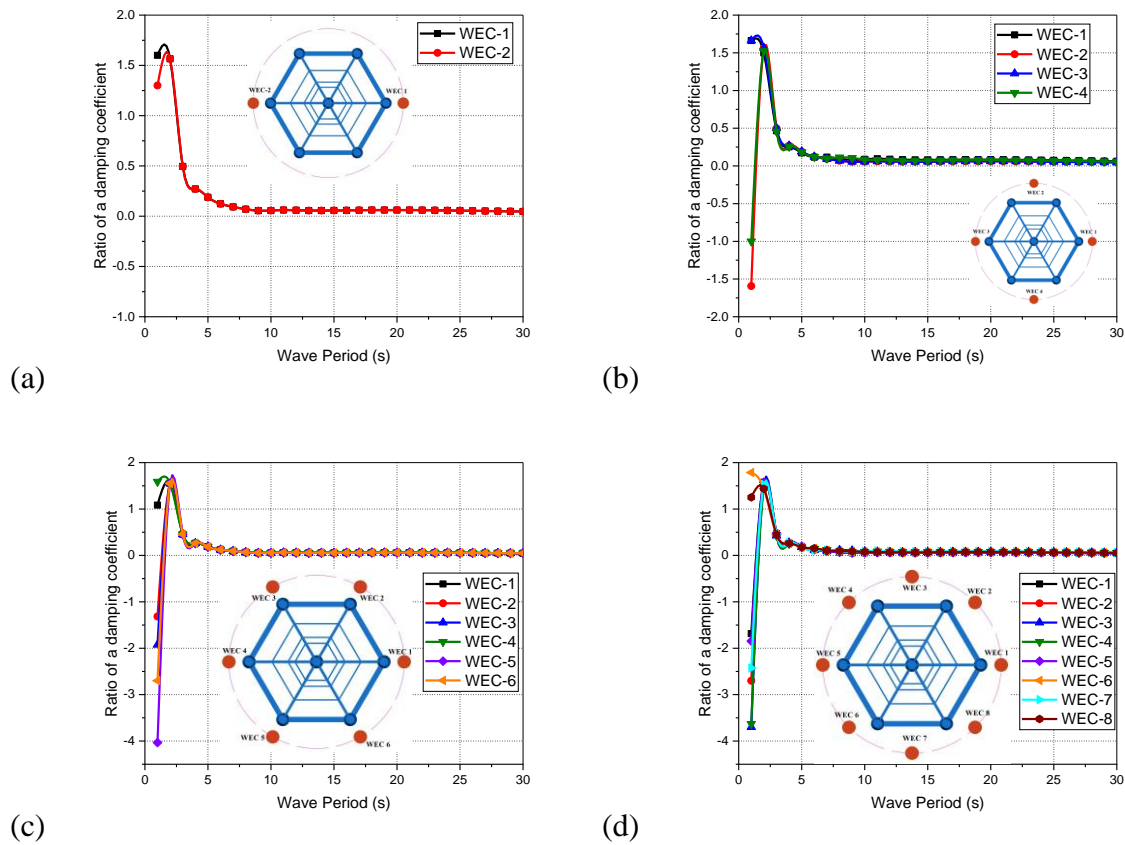 2.0
1.5
1.0
0.5
0.0
-0.5
-1.0
Ratio of a damping coefficient
WEC-1
WEC-2
WEC-2
WEC 1
0 5 10 15 20 25 30
Wave Period (s)
(a)
2.0
1.5
1.0
0.5
0.0
-0.5
-1.0
-1.5
-2.0
Ratio of a damping coefficient
WEC-1
WEC-2
WEC-3
WEC-4
WEC 2
WEC 3
WEC 1
WEC 4
0 5 10 15 20 25 30
Wave Period (s)
(b)
2
1
0
-1
-2
-3
-4
Ratio of a damping coefficient
WEC 3
WEC 2
WEC 4
WEC 1
WEC 5
WEC 6
WEC-1
WEC-2
WEC-3
WEC-4
WEC-5
WEC-6
0 5 10 15 20 25 30
Wave Period (s)
(c)
2
1
0
-1
-2
-3
-4
Ratio of a damping coefficient
WEC 4
WEC 3
WEC 2
WEC 5
WEC 1
WEC 6
WEC 7
WEC 8
WEC-1
WEC-2
WEC-3
WEC-4
WEC-5
WEC-6
WEC-7
WEC-8
0 5 10 15 20 25 30
Wave Period (s)
(d)